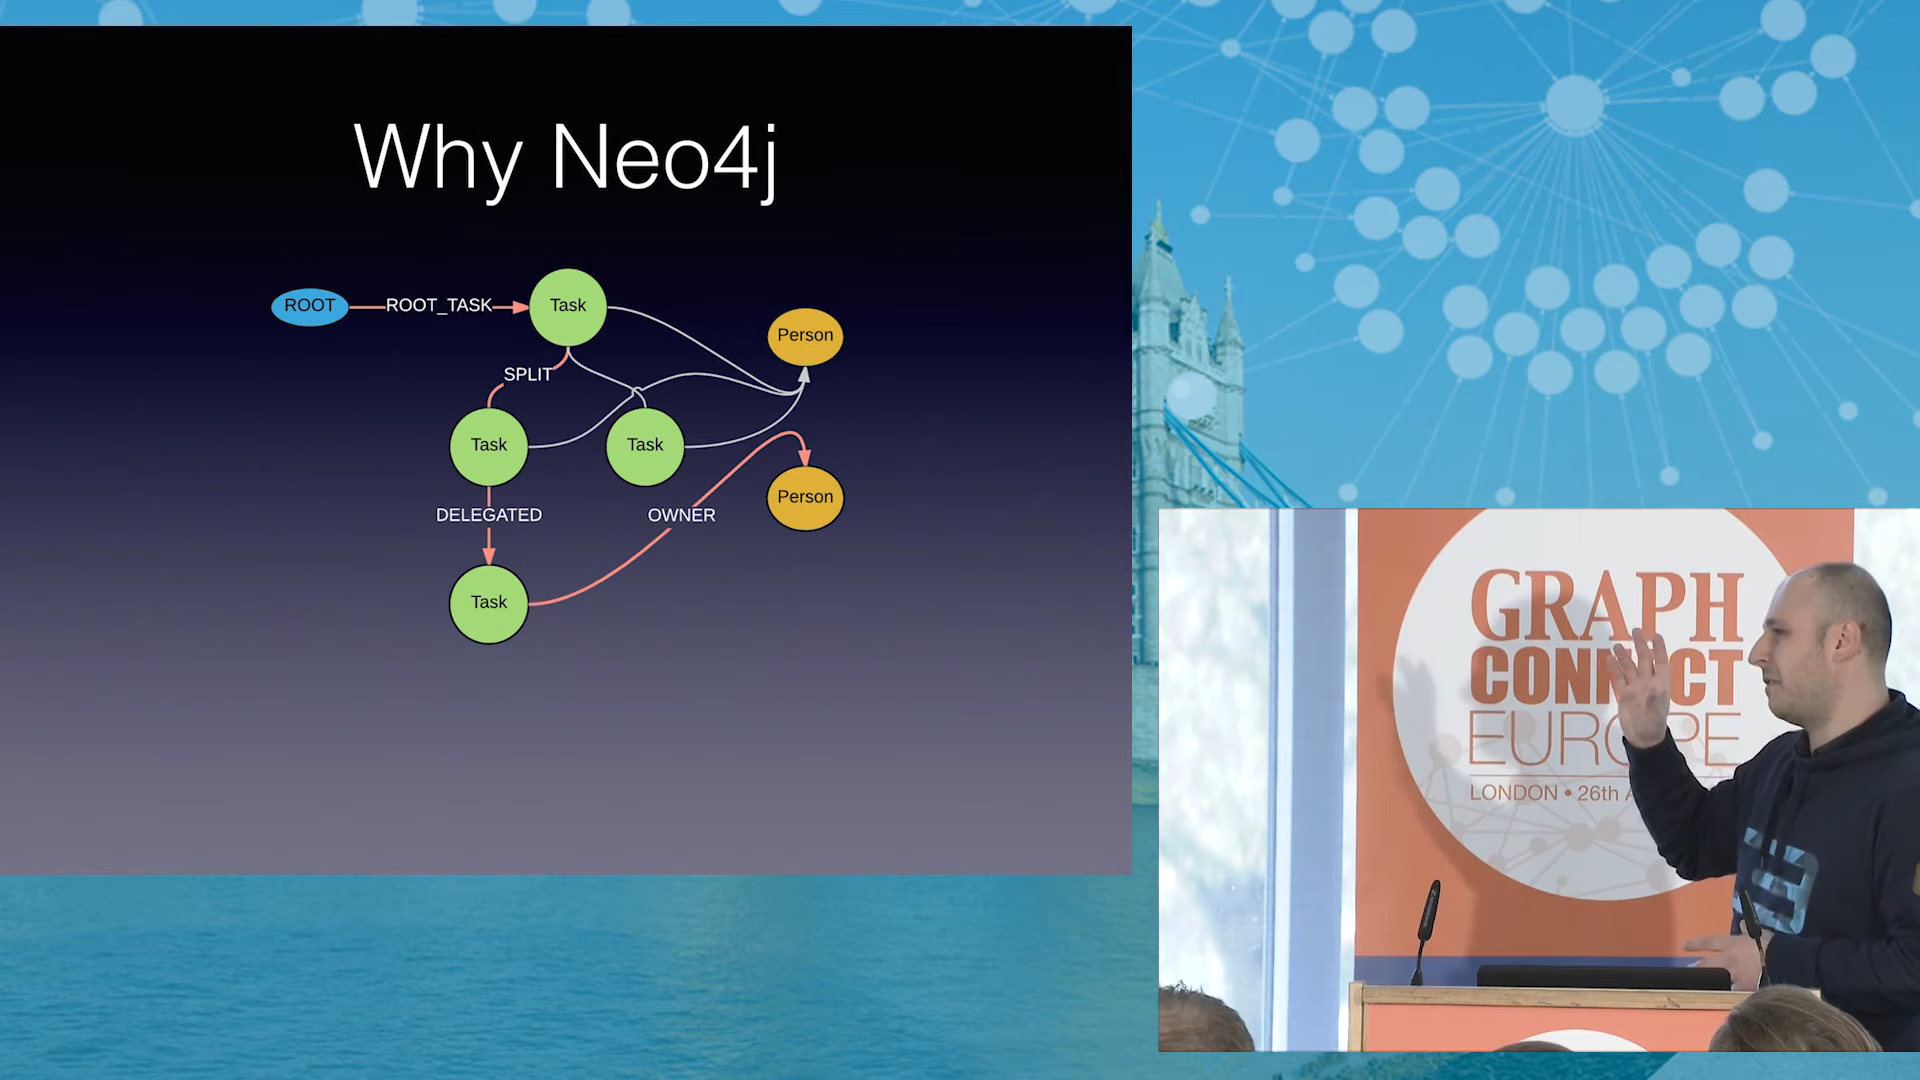 Why Neo4j
ROOT
ROOT_TASK
Task
Person
SPLIT
Task
Task
Person
DELEGATED
OWNER
Task
GRAPH
CONNECT
EUROPE
LONDON • 26th